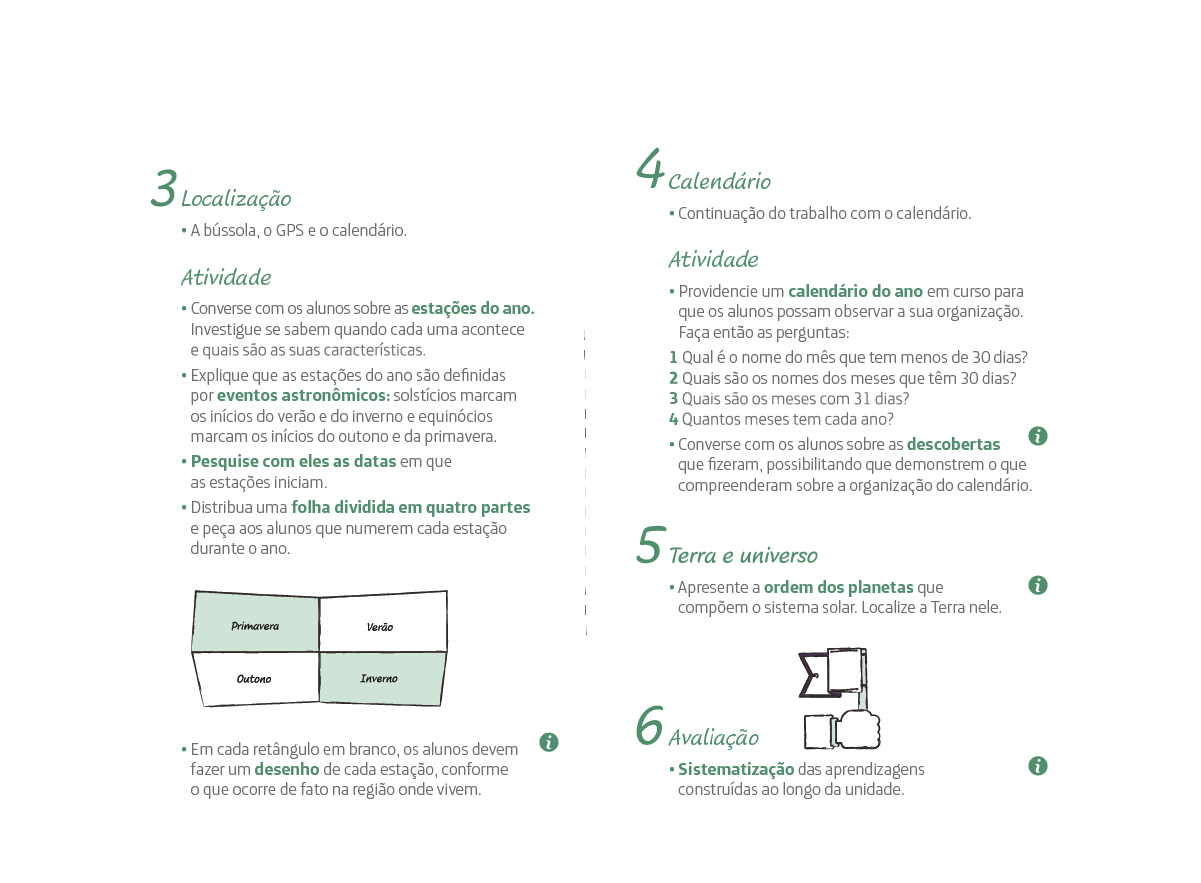 3 Localização
• A bússola, o GPS e o calendário.
Atividade
• Converse com os alunos sobre as estações do ano.
Investigue se sabem quando cada uma acontece
e quais são as suas características.
• Explique que as estações do ano são definidas
por eventos astronômicos: solstícios marcam
os inícios do verão e do inverno e equinócios
marcam os inícios do outono e da primavera.
• Pesquise com eles as datas em que
as estações iniciam.
• Distribua uma folha dividida em quatro partes
e peça aos alunos que numerem cada estação
durante o ano.
Primavera
Verão
Outono
Inverno
• Em cada retângulo em branco, os alunos devem
fazer um desenho de cada estação, conforme
o que ocorre de fato na região onde vivem.
i
4 Calendário
• Continuação do trabalho com o calendário.
Atividade
• Providencie um calendário do ano em curso para
que os alunos possam observar a sua organização.
Faça então as perguntas:
1 Qual é o nome do mês que tem menos de 30 dias?
2 Quais são os nomes dos meses que têm 30 dias?
3 Quais são os meses com 31 dias?
4 Quantos meses tem cada ano?
i
• Converse com os alunos sobre as descobertas
que fizeram, possibilitando que demonstrem o que
compreenderam sobre a organização do calendário.
5 Terra e universo
• Apresente a ordem dos planetas que
compõem o sistema solar. Localize a Terra nele.
i
6 Avaliação
• Sistematização das aprendizagens
construídas ao longo da unidade.
i